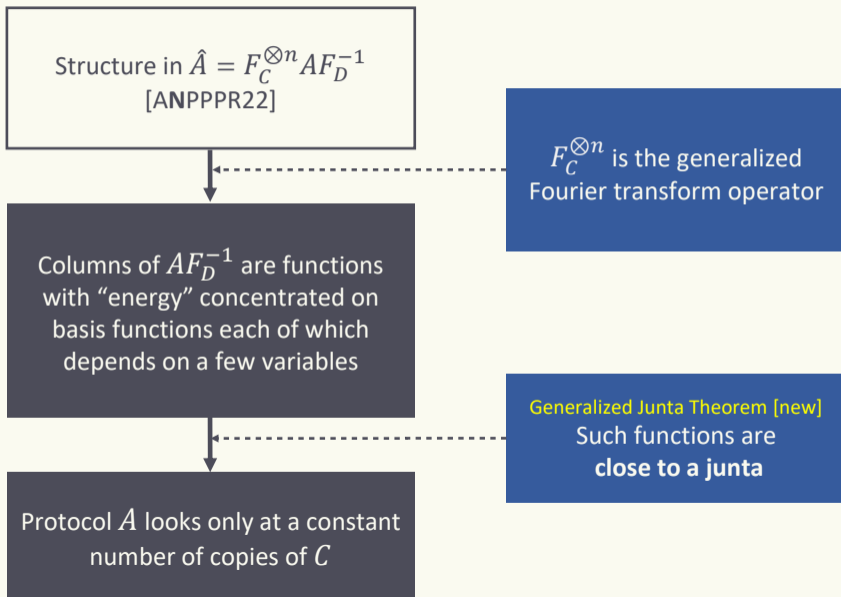 Structure in Â = F_C^{⊗n} A F_D^{-1}
[ANPPPR22]
F_C^{⊗n} is the generalized
Fourier transform operator
Columns of AF_D^{-1} are functions
with “energy” concentrated on
basis functions each of which
depends on a few variables
Generalized Junta Theorem [new]
Such functions are
close to a junta
Protocol A looks only at a constant
number of copies of C